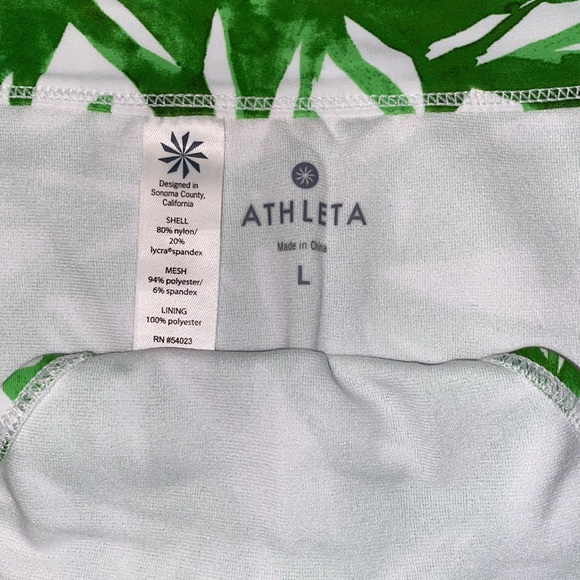 Designed in
Sonoma County,
California
SHELL
80% nylon/
20%
lycra®spandex
MESH
94% polyester/
6% spandex
LINING
100% polyester
RN #54023
ATHLETA
Made in China
L